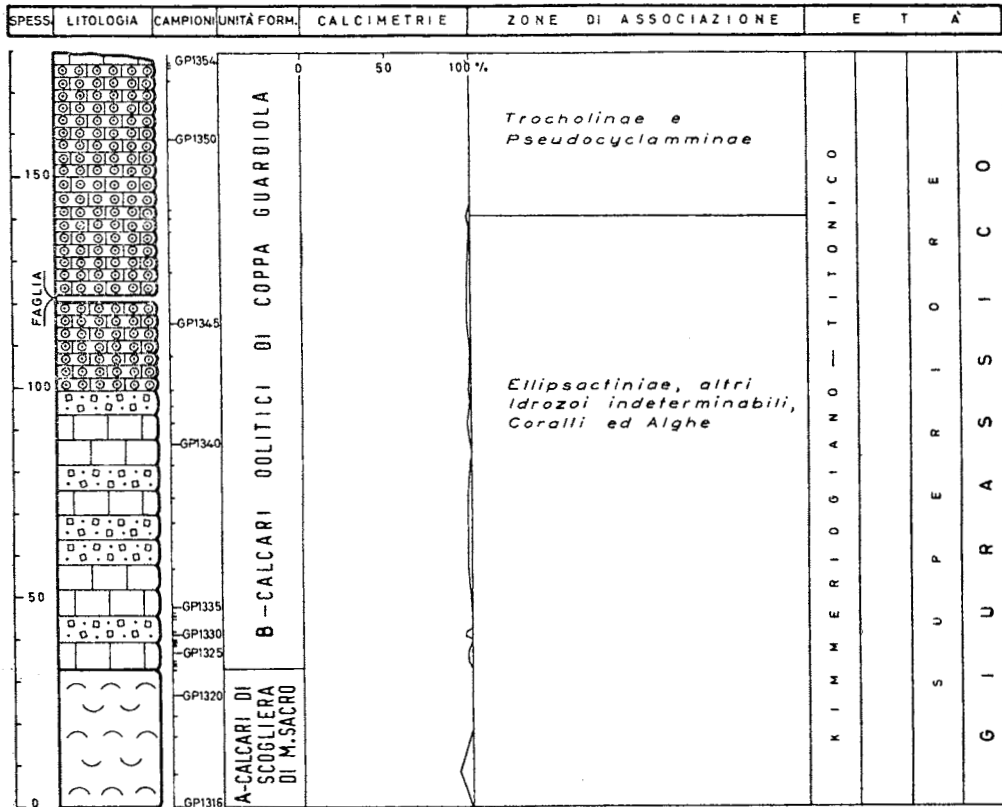 SPESS. LITOLOGIA CAMPIONI UNITÀ FORM. CALCIMETRIE ZONE DI ASSOCIAZIONE ETÀ
0 50 100 %
GP1354
GP1350
150
FAGLIA
GP1345
100
GP1340
50
GP1335
GP1330
GP1325
GP1320
GP1316
0
B-CALCARI OOLITICI DI COPPA GUARDIOLA
A-CALCARI DI
SCOGLIERA
DI M.SACRO
Trocholinae e
Pseudocyclamminae
Ellipsactiniae, altri
Idrozoi indeterminabili,
Coralli ed Alghe
KIMMERIDGIANO — TITONICO
SUPERIORE
GIURASSICO